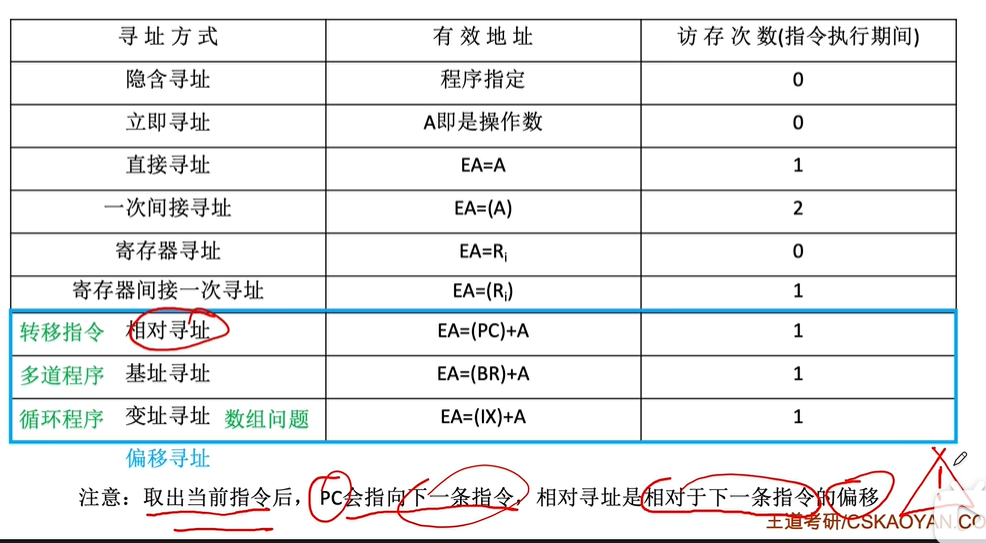 寻址方式 有效地址 访存次数(指令执行期间)
隐含寻址 程序指定 0
立即寻址 A即是操作数 0
直接寻址 EA=A 1
一次间接寻址 EA=(A) 2
寄存器寻址 EA=Ri 0
寄存器间接一次寻址 EA=(Ri) 1
转移指令 相对寻址 EA=(PC)+A 1
多道程序 基址寻址 EA=(BR)+A 1
循环程序 变址寻址 数组问题 EA=(IX)+A 1
偏移寻址
注意：取出当前指令后，PC会指向下一条指令，相对寻址是相对于下一条指令的偏移
王道考研/CSKAOYAN.CO